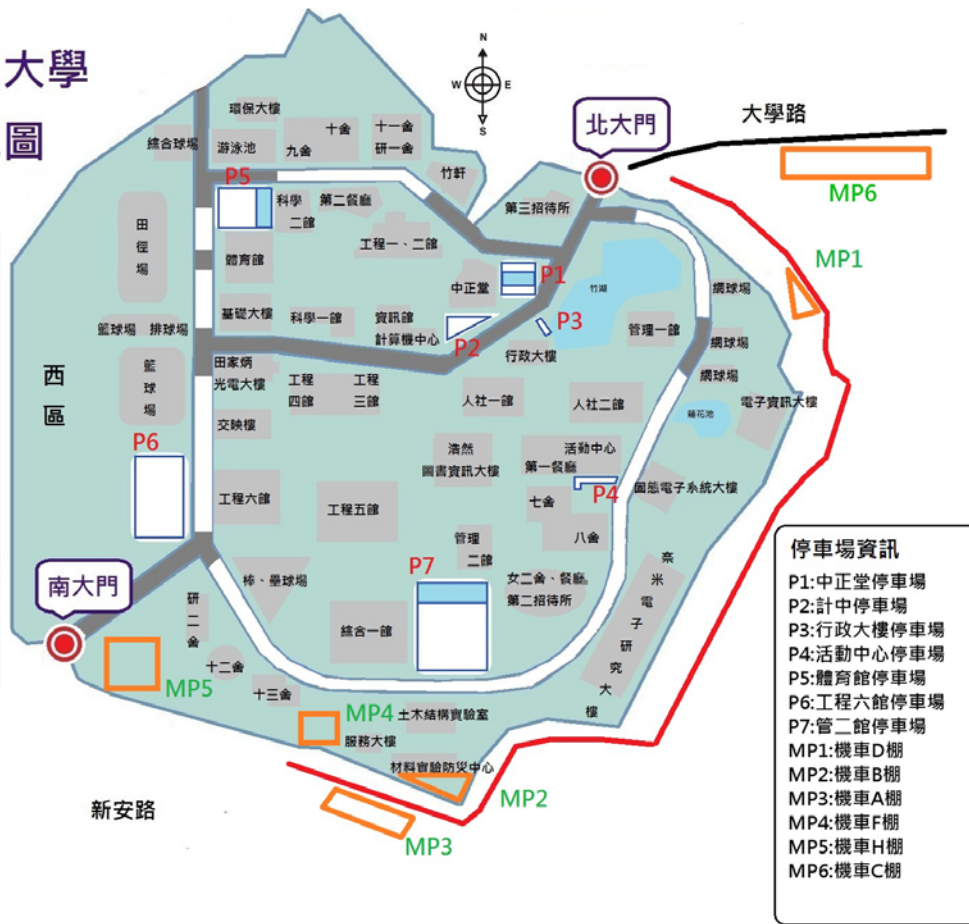 大學
圖
N
W
E
S
北大門
大學路
MP6
MP1
環保大樓
綜合球場
游泳池
九舍
十舍
十一舍
研一舍
竹軒
P5
科學
二館
第二餐廳
第三招待所
田徑場
體育館
工程一、二館
中正堂
P1
竹湖
網球場
基礎大樓
科學一館
資訊館
計算機中心
P2
P3
行政大樓
管理一館
網球場
籃球場
排球場
網球場
西區
籃球場
田家炳
光電大樓
工程
四館
工程
三館
人社一館
人社二館
蓮花池
電子資訊大樓
交映樓
P6
浩然
圖書資訊大樓
活動中心
第一餐廳
P4
固態電子系統大樓
工程六館
工程五館
七舍
八舍
管理
二館
P7
南大門
棒、壘球場
女二舍、餐廳
第二招待所
奈米電子研究大樓
研二舍
綜合一館
十二舍
MP5
十三舍
MP4
土木結構實驗室
服務大樓
材料實驗防災中心
MP2
新安路
MP3
停車場資訊
P1:中正堂停車場
P2:計中停車場
P3:行政大樓停車場
P4:活動中心停車場
P5:體育館停車場
P6:工程六館停車場
P7:管二館停車場
MP1:機車D棚
MP2:機車B棚
MP3:機車A棚
MP4:機車F棚
MP5:機車H棚
MP6:機車C棚